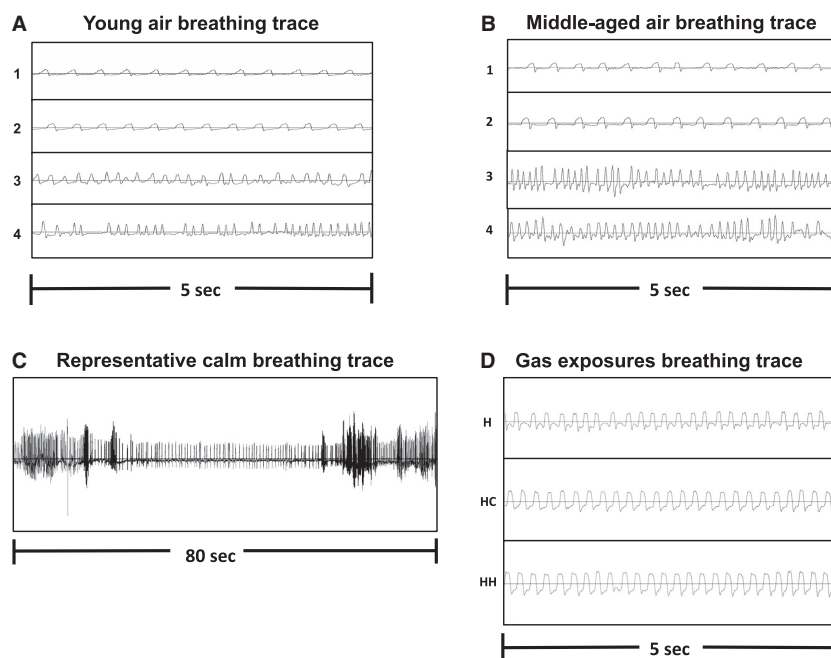 A Young air breathing trace
1
2
3
4
5 sec
B Middle-aged air breathing trace
1
2
3
4
5 sec
C Representative calm breathing trace
80 sec
D Gas exposures breathing trace
H
HC
HH
5 sec